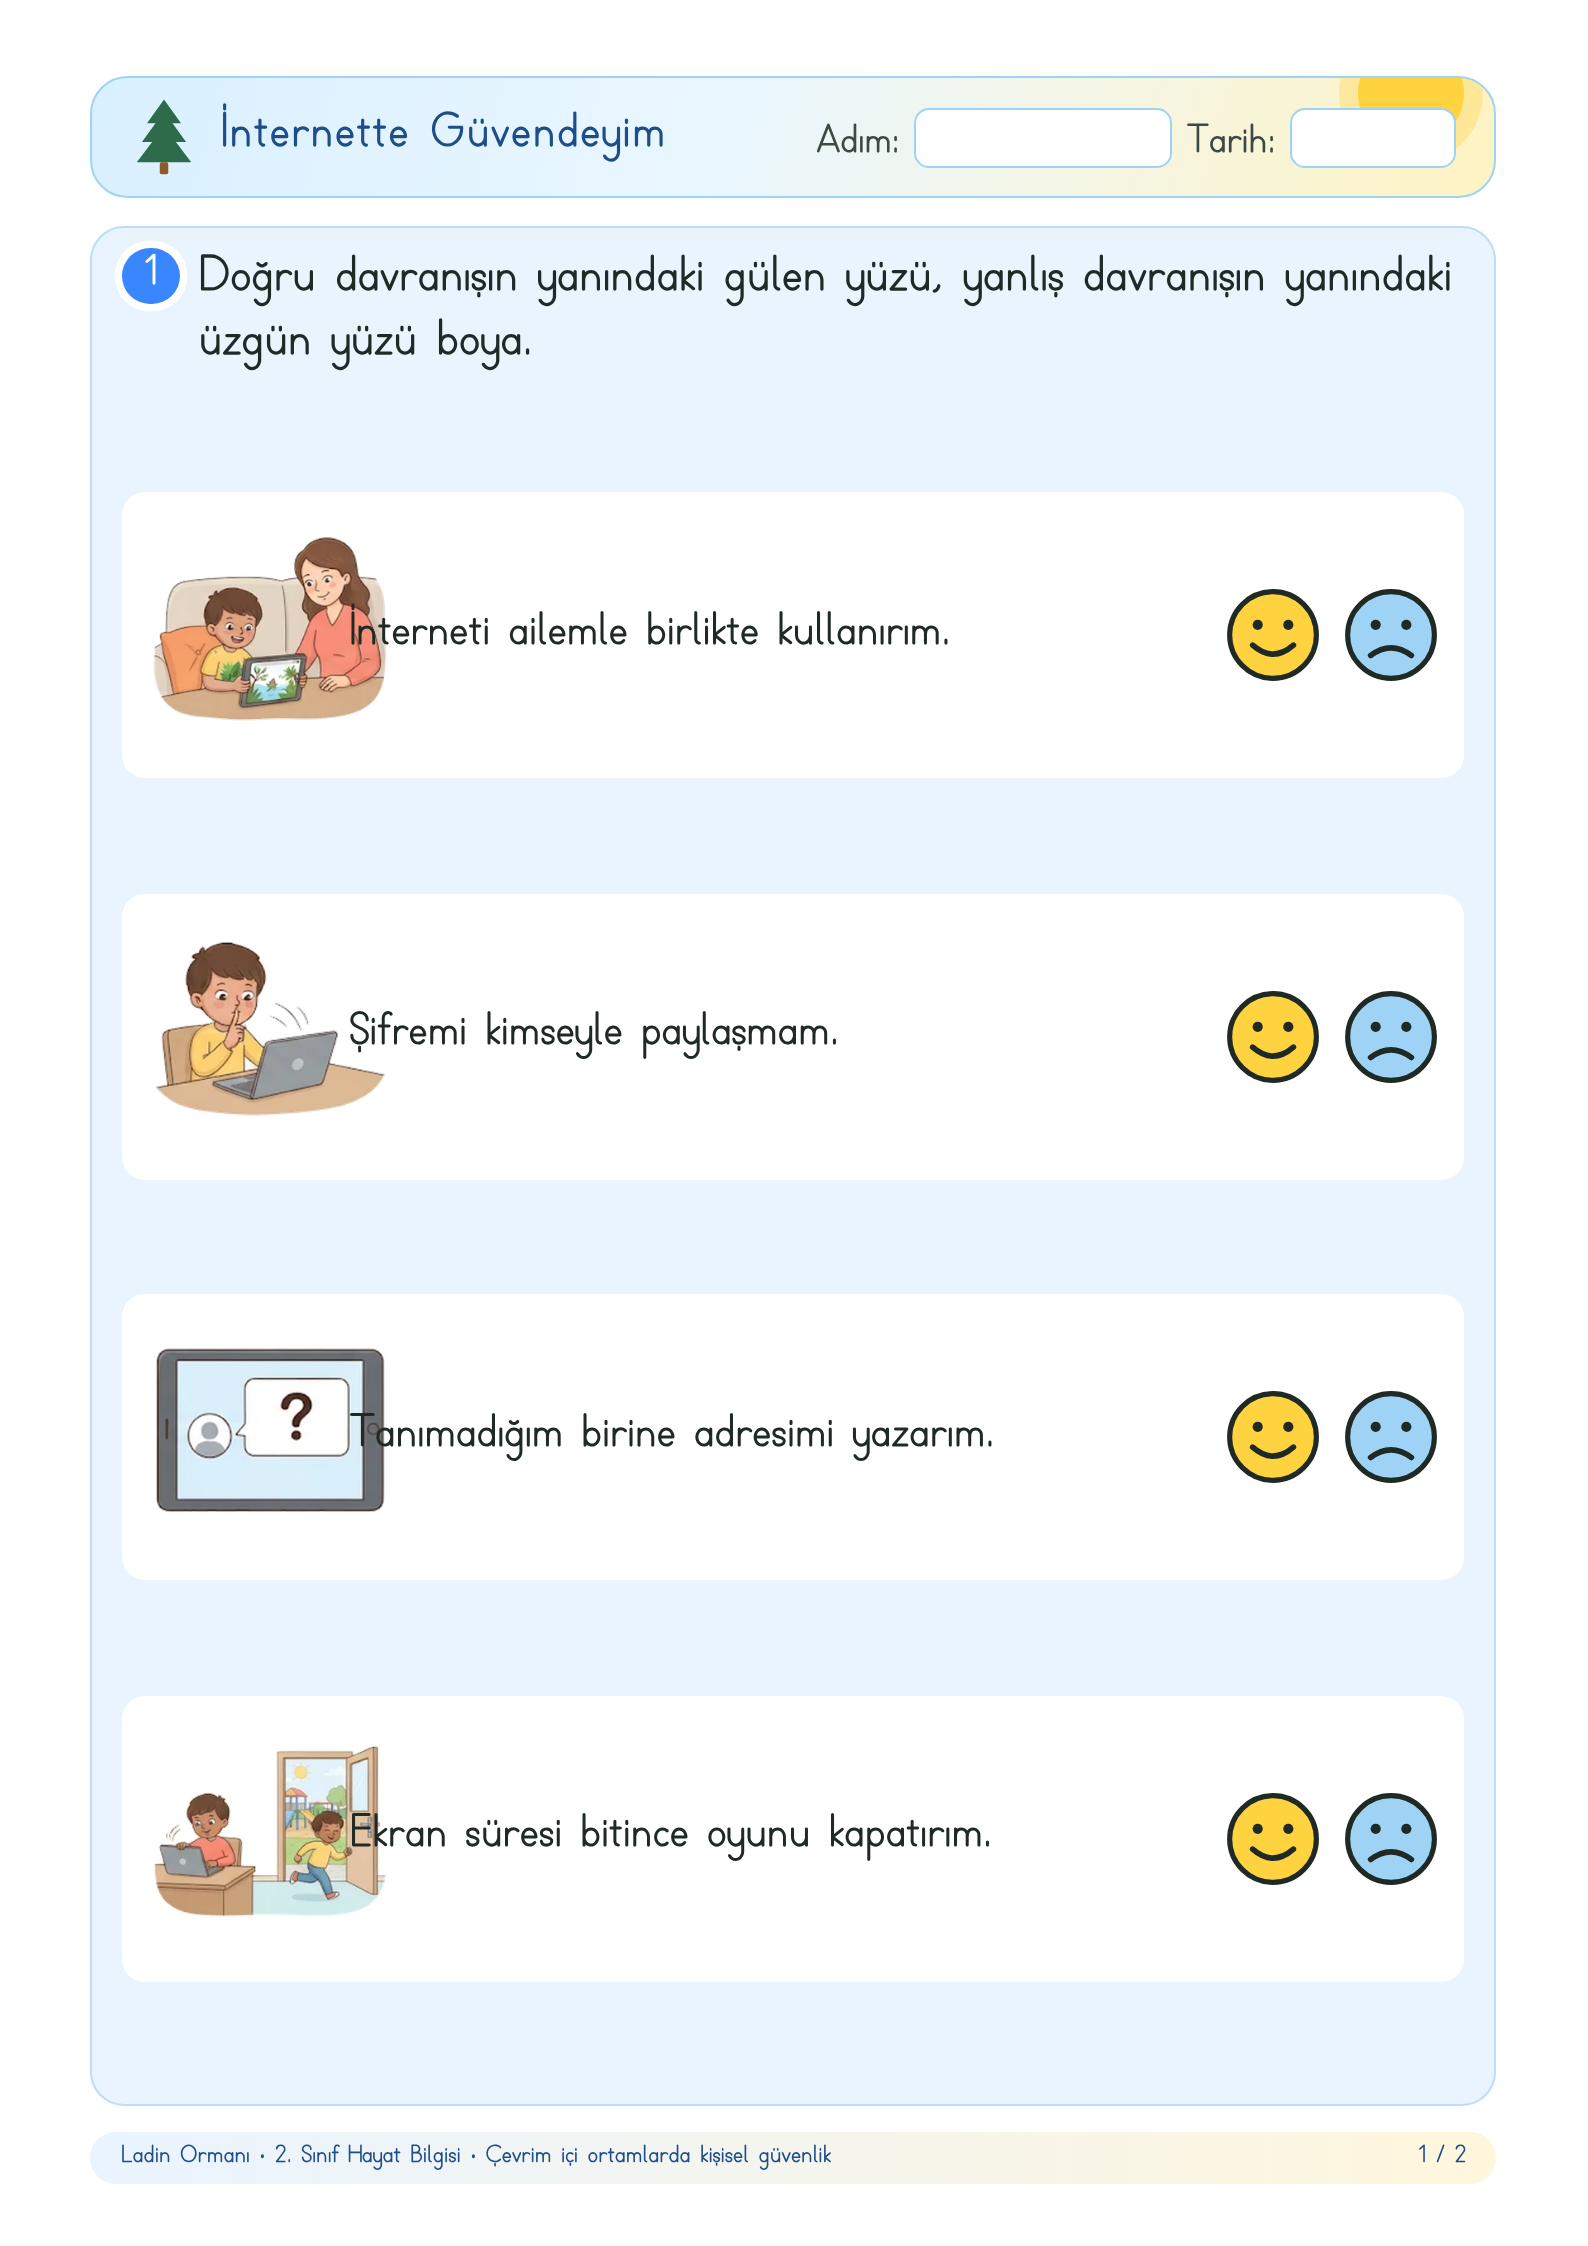 İnternette Güvendeyim
Adım:
Tarih:
1
Doğru davranışın yanındaki gülen yüzü, yanlış davranışın yanındaki
üzgün yüzü boya.
İnterneti ailemle birlikte kullanırım.
Şifremi kimseyle paylaşmam.
?
Tanımadığım birine adresimi yazarım.
Ekran süresi bitince oyunu kapatırım.
Ladin Ormanı • 2. Sınıf Hayat Bilgisi • Çevrim içi ortamlarda kişisel güvenlik
1 / 2